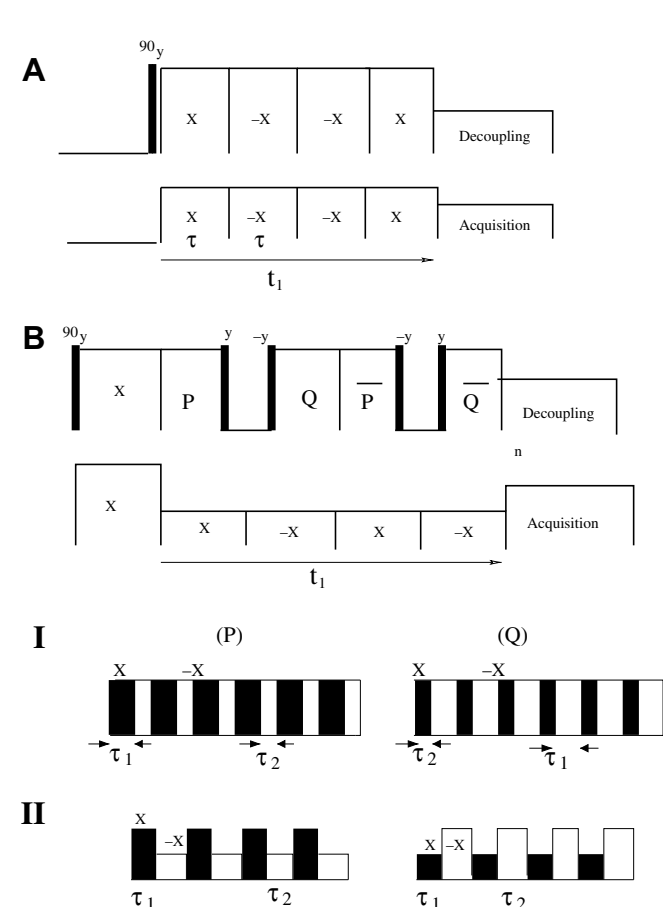 A
90y
X –X –X X
Decoupling
X –X –X X
Acquisition
τ τ
t1
B
90y y –y –y y
X P Q P̅ Q̅
Decoupling
n
X X –X X –X
Acquisition
t1
I (P) (Q)
X –X X –X
τ1 τ2 τ2 τ1
II
X –X X –X
τ1 τ2 τ1 τ2